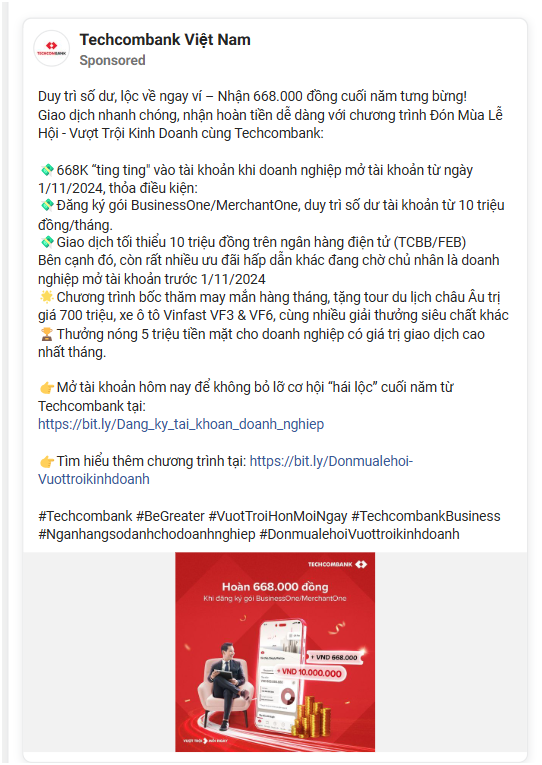 TECHCOMBANK
Techcombank Việt Nam
Sponsored
Duy trì số dư, lộc về ngay ví – Nhận 668.000 đồng cuối năm tưng bừng!
Giao dịch nhanh chóng, nhận hoàn tiền dễ dàng với chương trình Đón Mùa Lễ
Hội - Vượt Trội Kinh Doanh cùng Techcombank:
💸 668K “ting ting" vào tài khoản khi doanh nghiệp mở tài khoản từ ngày
1/11/2024, thỏa điều kiện:
💸 Đăng ký gói BusinessOne/MerchantOne, duy trì số dư tài khoản từ 10 triệu
đồng/tháng.
💸 Giao dịch tối thiểu 10 triệu đồng trên ngân hàng điện tử (TCBB/FEB)
Bên cạnh đó, còn rất nhiều ưu đãi hấp dẫn khác đang chờ chủ nhân là doanh
nghiệp mở tài khoản trước 1/11/2024
🌟 Chương trình bốc thăm may mắn hàng tháng, tặng tour du lịch châu Âu trị
giá 700 triệu, xe ô tô Vinfast VF3 & VF6, cùng nhiều giải thưởng siêu chất khác
🏆 Thưởng nóng 5 triệu tiền mặt cho doanh nghiệp có giá trị giao dịch cao
nhất tháng.
👉 Mở tài khoản hôm nay để không bỏ lỡ cơ hội “hái lộc” cuối năm từ
Techcombank tại:
https://bit.ly/Dang_ky_tai_khoan_doanh_nghiep
👉 Tìm hiểu thêm chương trình tại: https://bit.ly/Donmualehoi-
Vuottroikinhdoanh
#Techcombank #BeGreater #VuotTroiHonMoiNgay #TechcombankBusiness
#Nganhangsodanhchodoanhnghiep #DonmualehoiVuottroikinhdoanh
TECHCOMBANK
Hoàn 668.000 đồng
Khi đăng ký gói BusinessOne/MerchantOne
+ VND 668.000
+ VND 10.000.000
VƯỢT TRỘI HƠN MỖI NGÀY